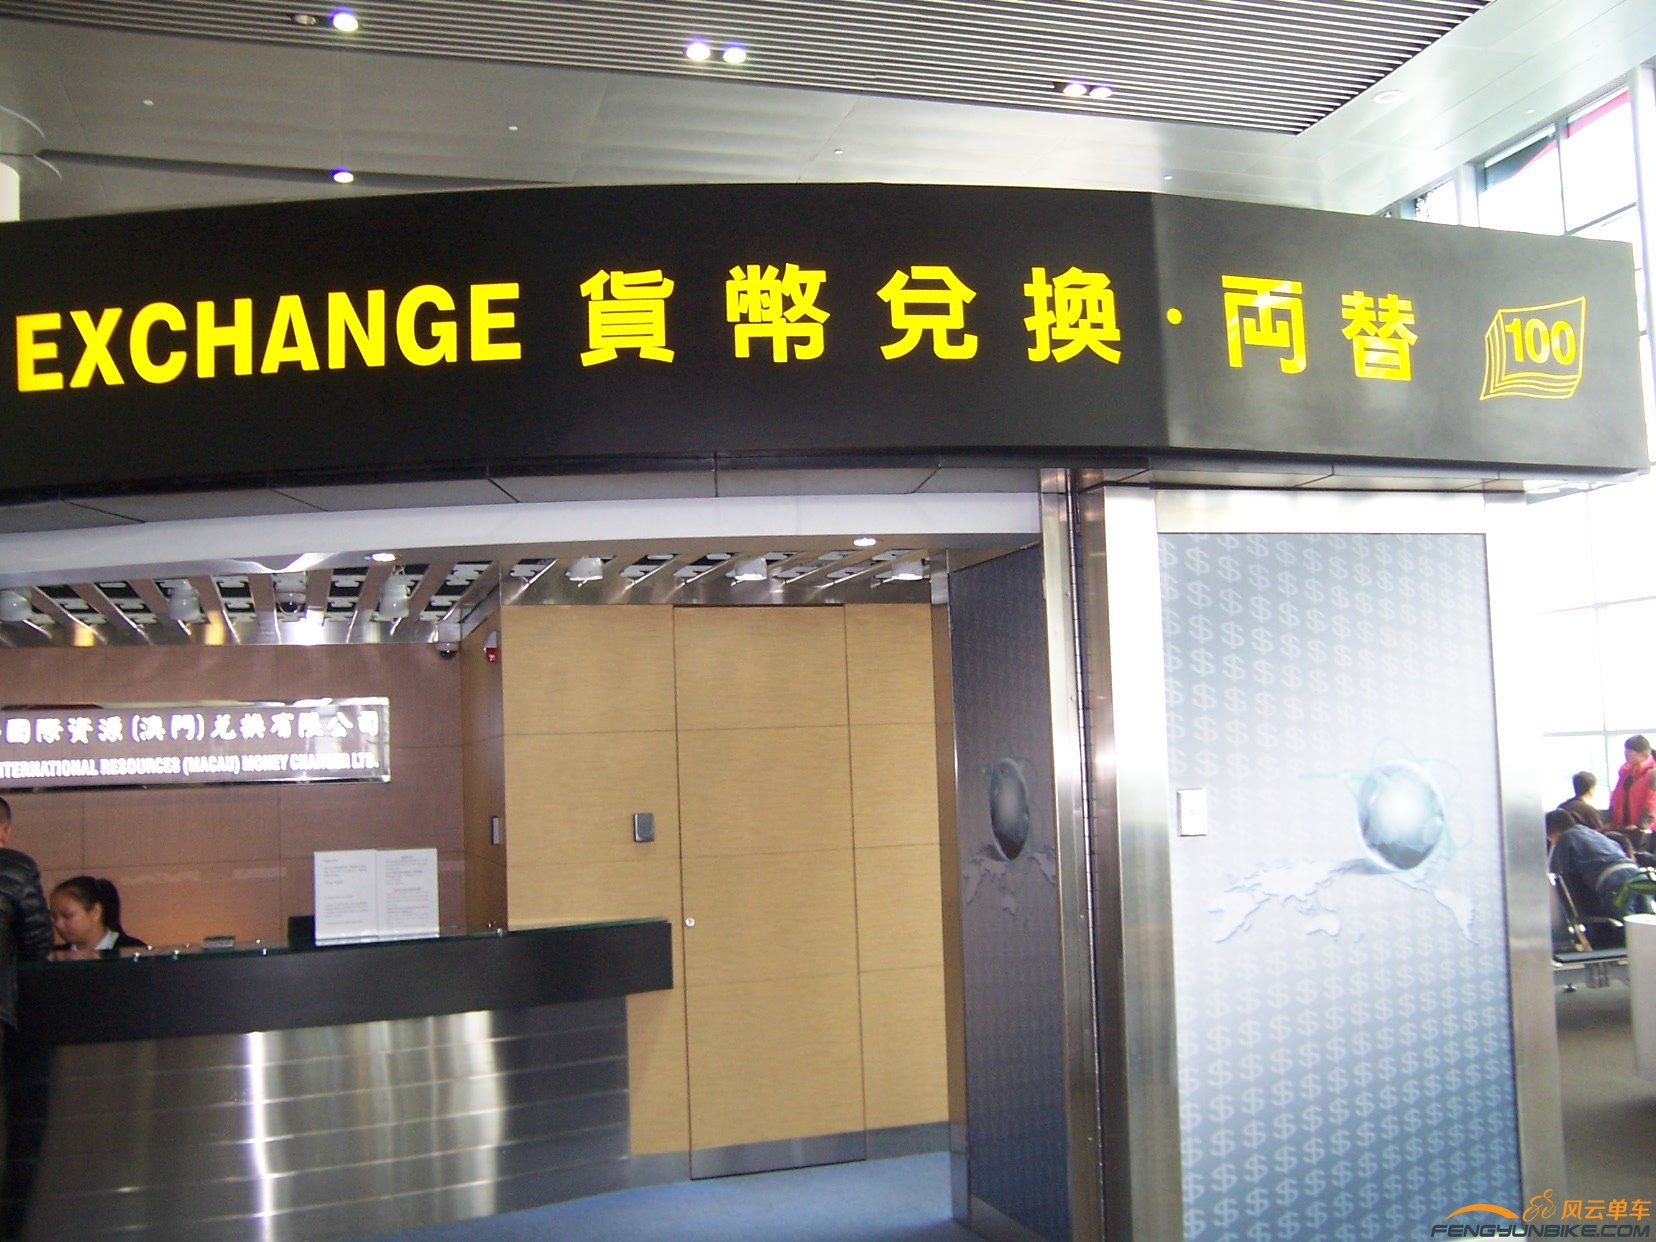 EXCHANGE 貨幣兌換・両替 100
國際資源(澳門)兑換有限公司
INTERNATIONAL RESOURCES (MACAU) MONEY CHANGER LTD.
风云单车
FENGYUNBIKE.COM